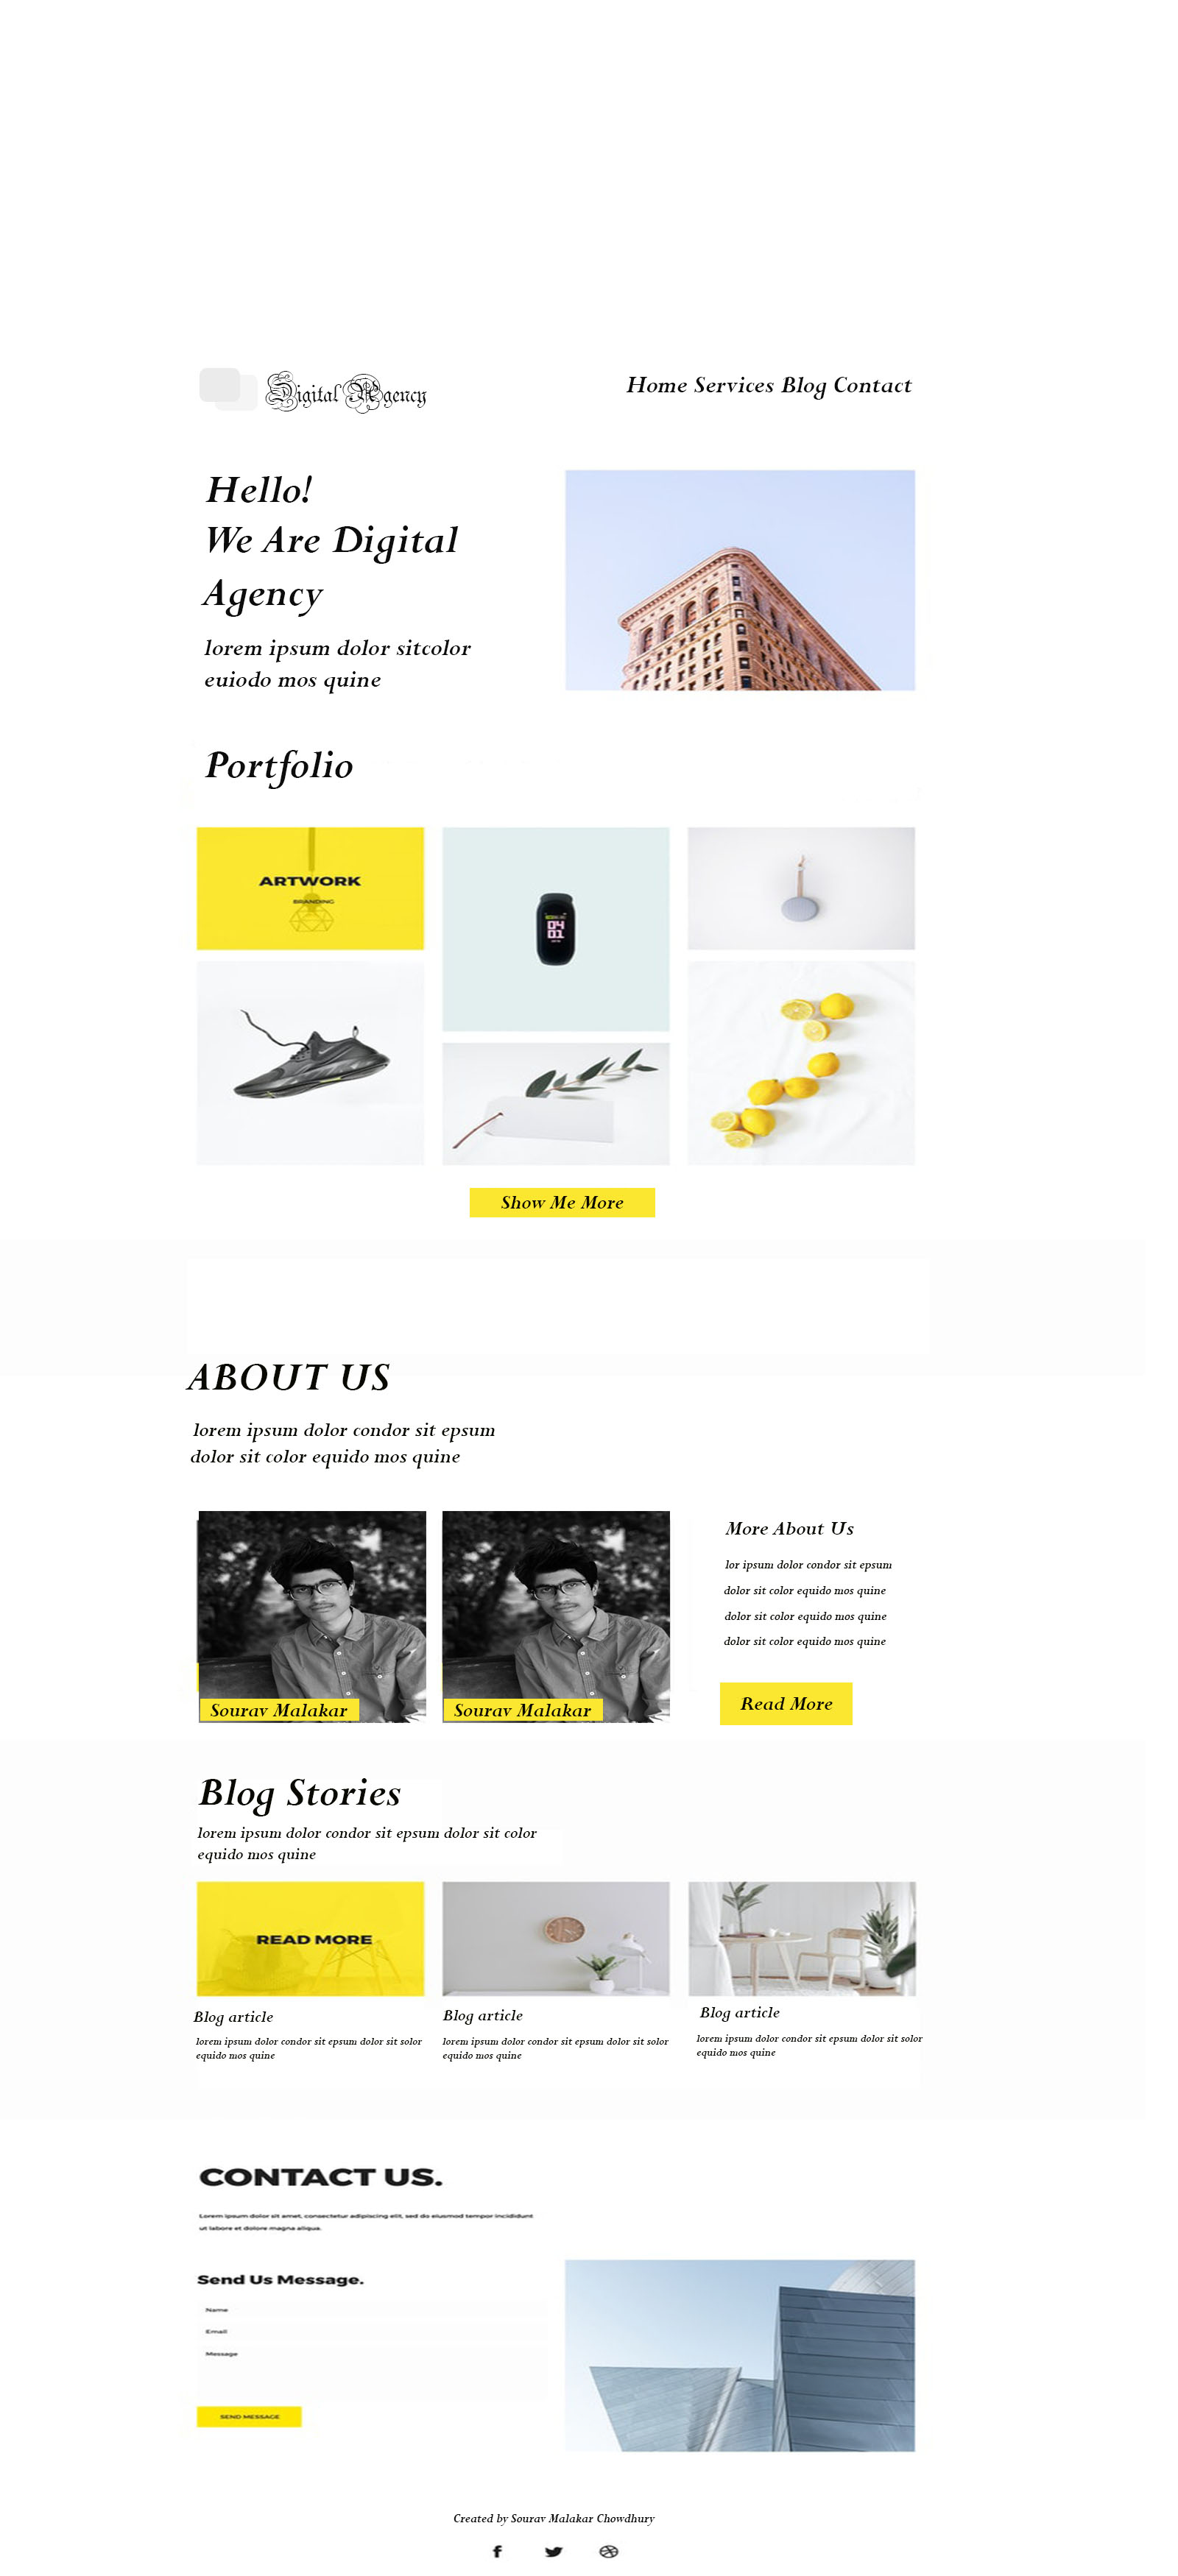 Digital Agency
Home Services Blog Contact
Hello!
We Are Digital
Agency
lorem ipsum dolor sitcolor
euiodo mos quine
Portfolio
ARTWORK
BRANDING
04
01
Show Me More
ABOUT US
lorem ipsum dolor condor sit epsum
dolor sit color equido mos quine
Sourav Malakar
Sourav Malakar
More About Us
lor ipsum dolor condor sit epsum
dolor sit color equido mos quine
dolor sit color equido mos quine
dolor sit color equido mos quine
Read More
Blog Stories
lorem ipsum dolor condor sit epsum dolor sit color
equido mos quine
READ MORE
Blog article
lorem ipsum dolor condor sit epsum dolor sit solor
equido mos quine
Blog article
lorem ipsum dolor condor sit epsum dolor sit solor
equido mos quine
Blog article
lorem ipsum dolor condor sit epsum dolor sit solor
equido mos quine
CONTACT US.
Lorem ipsum dolor sit amet, consectetur adipiscing elit, sed do eiusmod tempor incididunt
ut labore et dolore magna aliqua.
Send Us Message.
Name
Email
Message
SEND MESSAGE
Created by Sourav Malakar Chowdhury